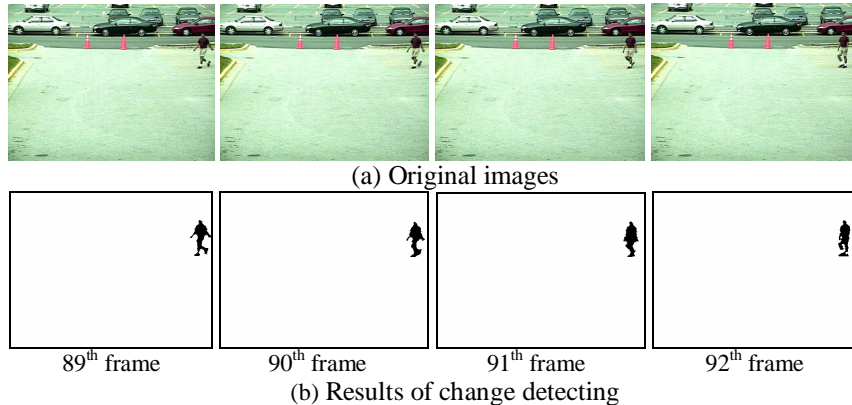 (a) Original images
89th frame 90th frame 91th frame 92th frame
(b) Results of change detecting